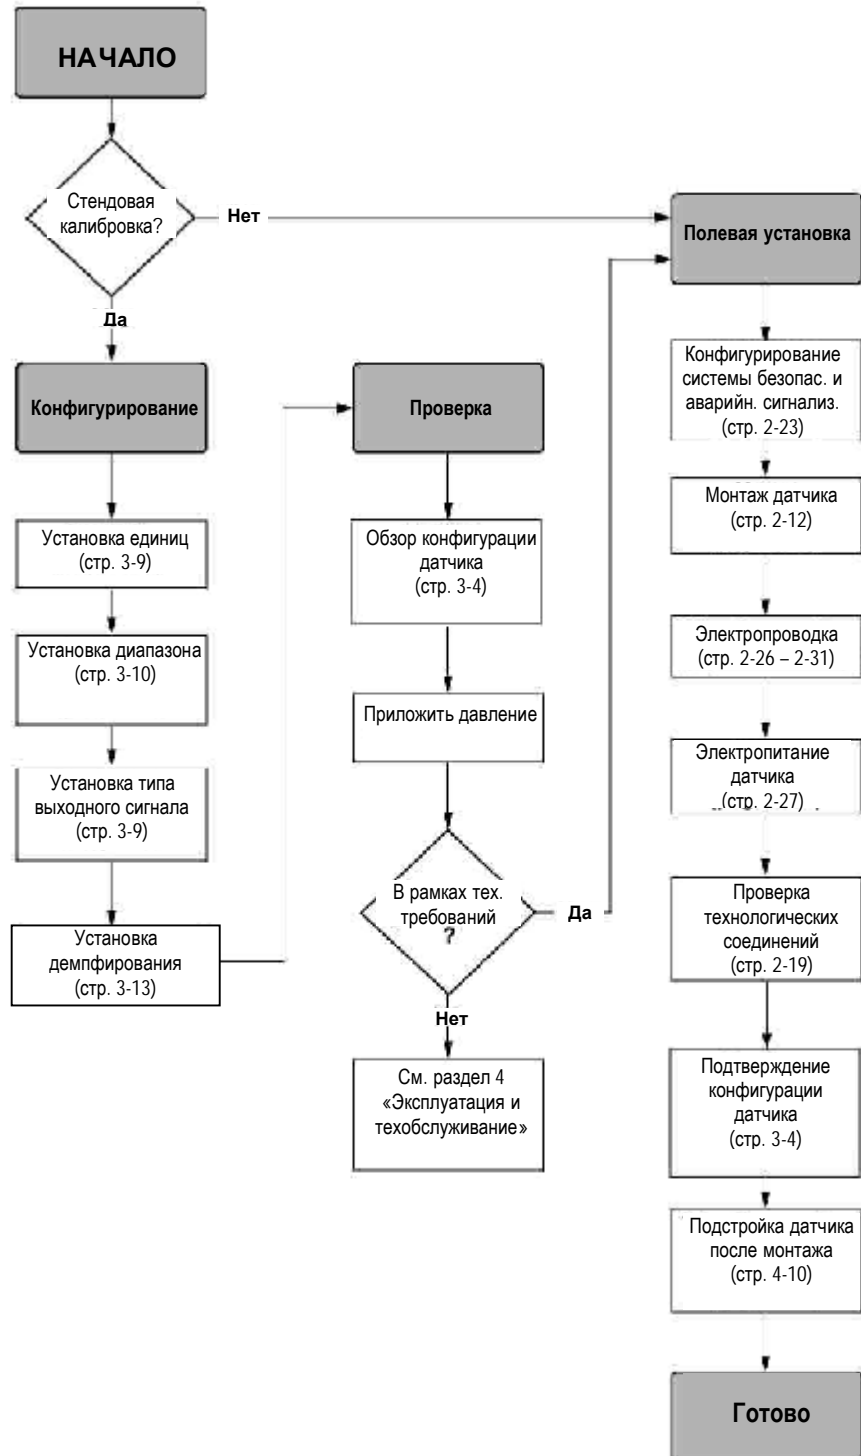 НАЧАЛО
Стендовая
калибровка?
Нет
Да
Конфигурирование
Установка единиц
(стр. 3-9)
Установка диапазона
(стр. 3-10)
Установка типа
выходного сигнала
(стр. 3-9)
Установка
демпфирования
(стр. 3-13)
Проверка
Обзор конфигурации
датчика
(стр. 3-4)
Приложить давление
В рамках тех.
требований
?
Да
Нет
См. раздел 4
«Эксплуатация и
техобслуживание»
Полевая установка
Конфигурирование
системы безопас. и
аварийн. сигнализ.
(стр. 2-23)
Монтаж датчика
(стр. 2-12)
Электропроводка
(стр. 2-26 – 2-31)
Электропитание
датчика
(стр. 2-27)
Проверка
технологических
соединений
(стр. 2-19)
Подтверждение
конфигурации
датчика
(стр. 3-4)
Подстройка датчика
после монтажа
(стр. 4-10)
Готово